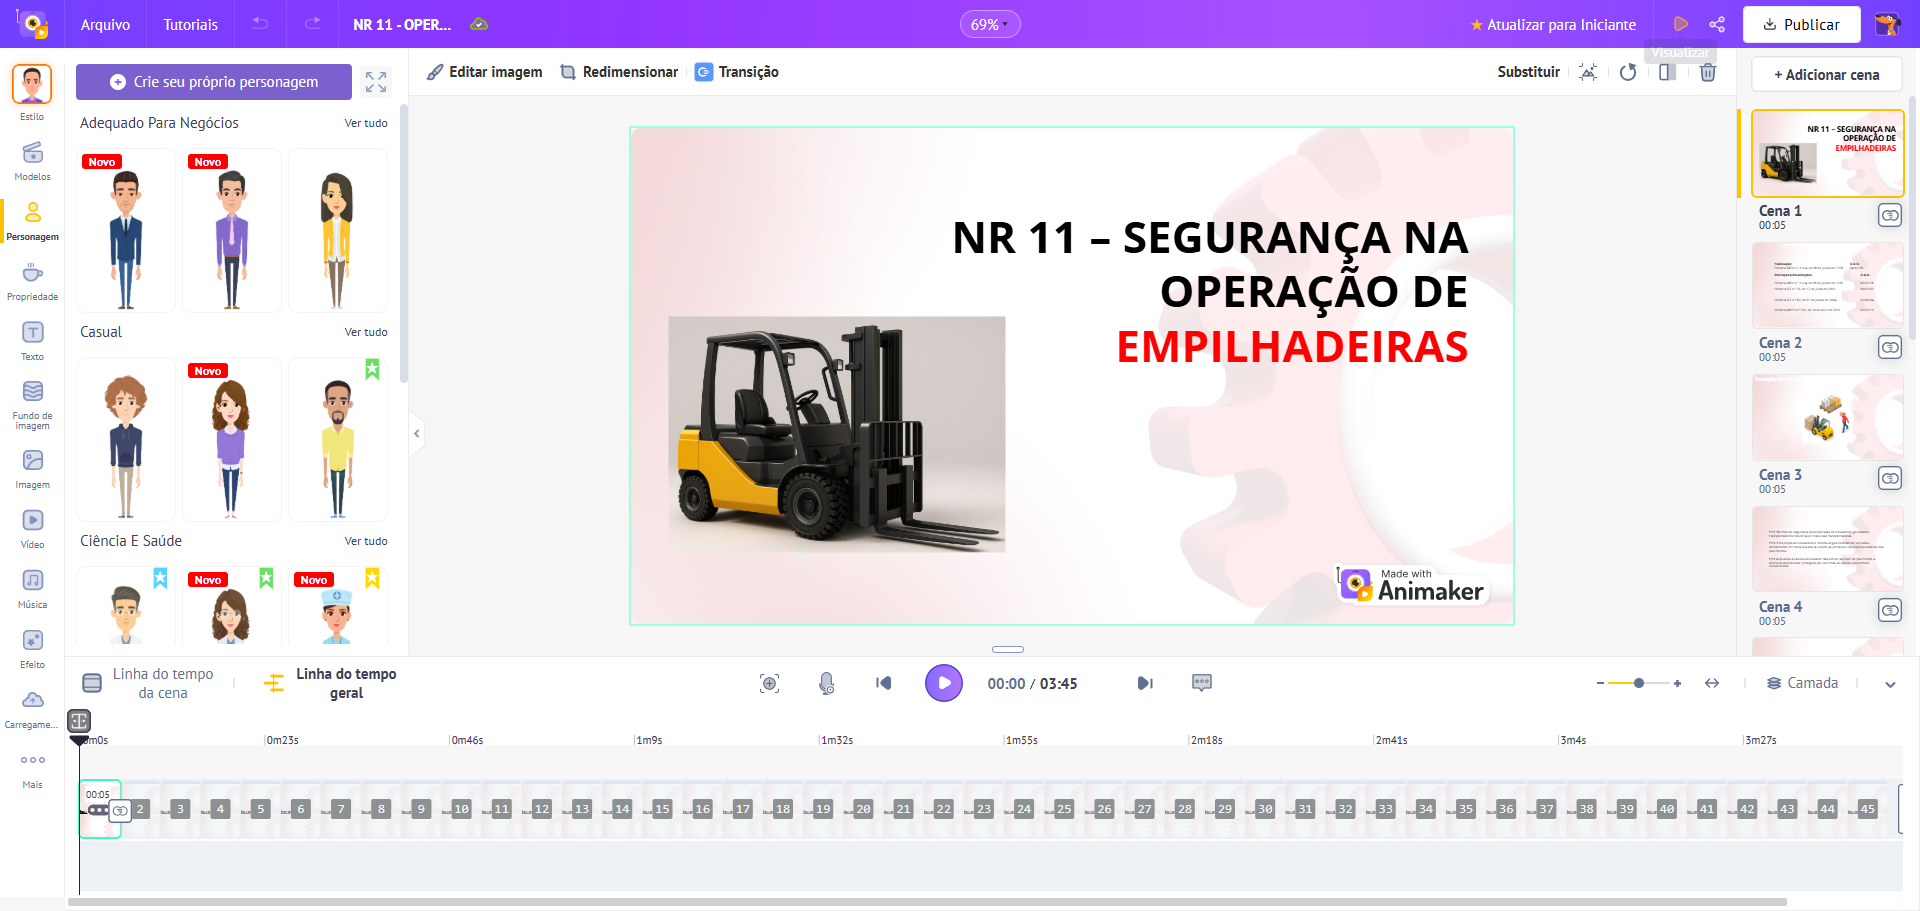 Arquivo
Tutoriais
NR 11 - OPER...
69%
Atualizar para Iniciante
Visualizar
Publicar
Estilo
Modelos
Personagem
Propriedade
Texto
Fundo de imagem
Imagem
Vídeo
Música
Efeito
Carregame...
Mais
Crie seu próprio personagem
Adequado Para Negócios
Ver tudo
Novo
Novo
Casual
Ver tudo
Novo
Ciência E Saúde
Ver tudo
Novo
Novo
Editar imagem
Redimensionar
Transição
Substituir
NR 11 – SEGURANÇA NA
OPERAÇÃO DE
EMPILHADEIRAS
Made with
Animaker
+ Adicionar cena
NR 11 – SEGURANÇA NA
OPERAÇÃO DE
EMPILHADEIRAS
Cena 1
00:05
Cena 2
00:05
Cena 3
00:05
Cena 4
00:05
Linha do tempo da cena
Linha do tempo geral
00:00 / 03:45
Camada
0m0s
0m23s
0m46s
1m9s
1m32s
1m55s
2m18s
2m41s
3m4s
3m27s
00:05
2 3 4 5 6 7 8 9 10 11 12 13 14 15 16 17 18 19 20 21 22 23 24 25 26 27 28 29 30 31 32 33 34 35 36 37 38 39 40 41 42 43 44 45